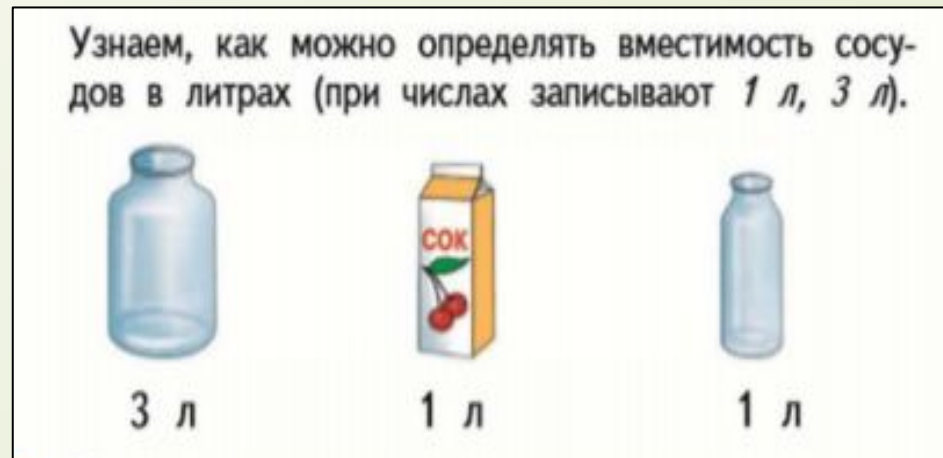 Узнаем, как можно определять вместимость сосу-
дов в литрах (при числах записывают 1 л, 3 л).
СОК
3 л 1 л 1 л